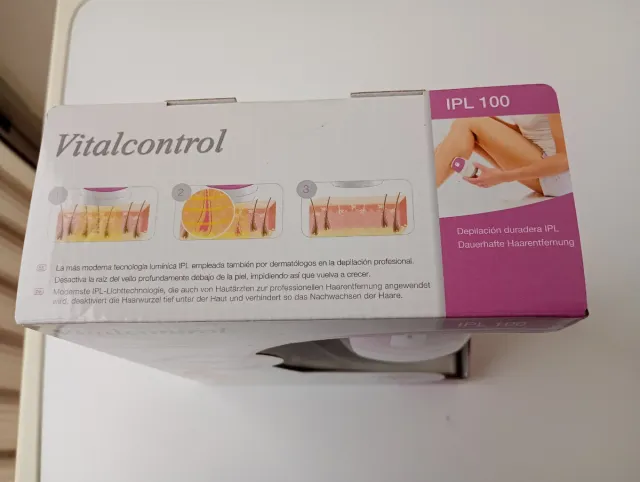 Vitalcontrol
IPL 100
1
2
3
Depilación duradera IPL
Dauerhafte Haarentfernung
ES La más moderna tecnología lumínica IPL empleada también por dermatólogos en la depilación profesional.
Desactiva la raíz del vello profundamente debajo de la piel, impidiendo así que vuelva a crecer.
DE Modernste IPL-Lichttechnologie, die auch von Hautärzten zur professionellen Haarentfernung angewendet
wird, deaktiviert die Haarwurzel tief unter der Haut und verhindert so das Nachwachsen der Haare.
IPL 100
Vitalcontrol